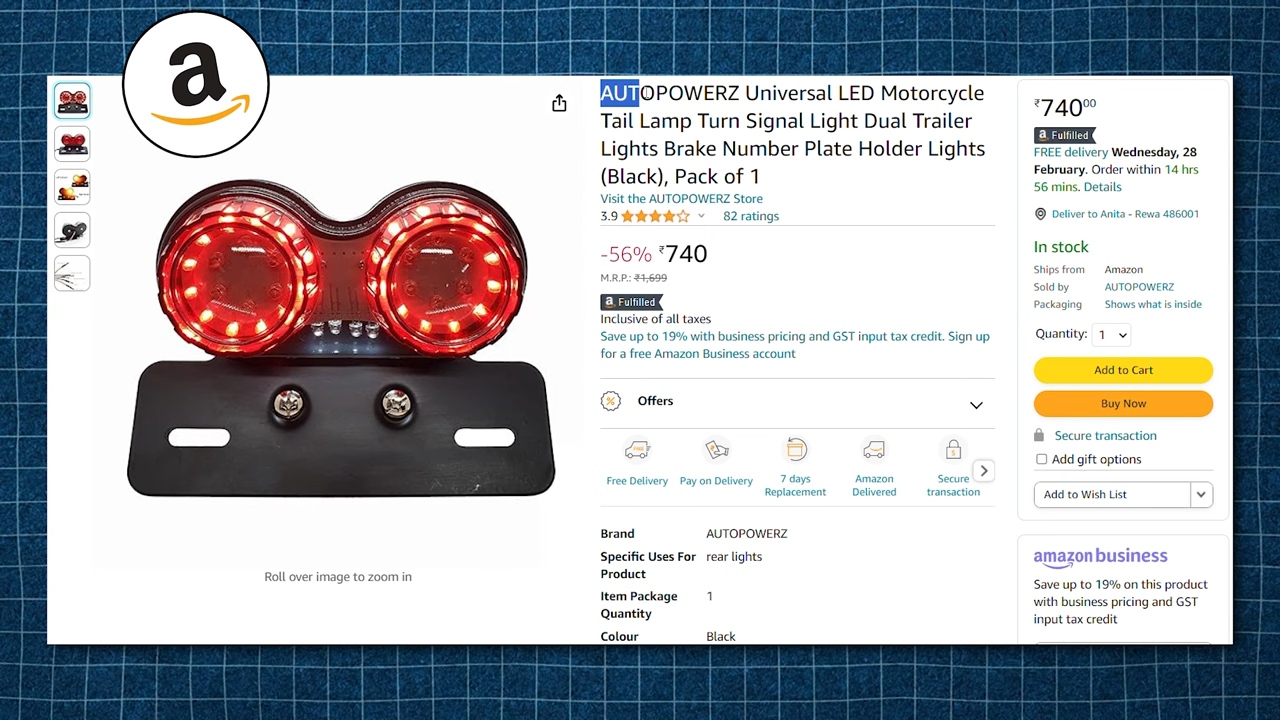 a
AUTOPOWERZ Universal LED Motorcycle
Tail Lamp Turn Signal Light Dual Trailer
Lights Brake Number Plate Holder Lights
(Black), Pack of 1
Visit the AUTOPOWERZ Store
3.9 82 ratings
-56% ₹740
M.R.P.: ₹1,699
a Fulfilled
Inclusive of all taxes
Save up to 19% with business pricing and GST input tax credit. Sign up
for a free Amazon Business account
% Offers
Free Delivery
Pay on Delivery
7 days
Replacement
Amazon
Delivered
Secure
transaction
Brand AUTOPOWERZ
Specific Uses For rear lights
Product
Item Package 1
Quantity
Colour Black
Roll over image to zoom in
₹74000
a Fulfilled
FREE delivery Wednesday, 28
February. Order within 14 hrs
56 mins. Details
Deliver to Anita - Rewa 486001
In stock
Ships from Amazon
Sold by AUTOPOWERZ
Packaging Shows what is inside
Quantity: 1
Add to Cart
Buy Now
Secure transaction
Add gift options
Add to Wish List
amazon business
Save up to 19% on this product
with business pricing and GST
input tax credit